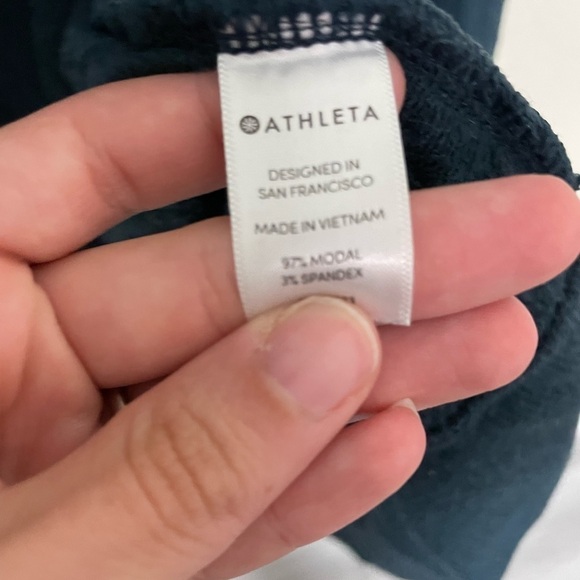 ATHLETA
DESIGNED IN
SAN FRANCISCO
MADE IN VIETNAM
97% MODAL
3% SPANDEX